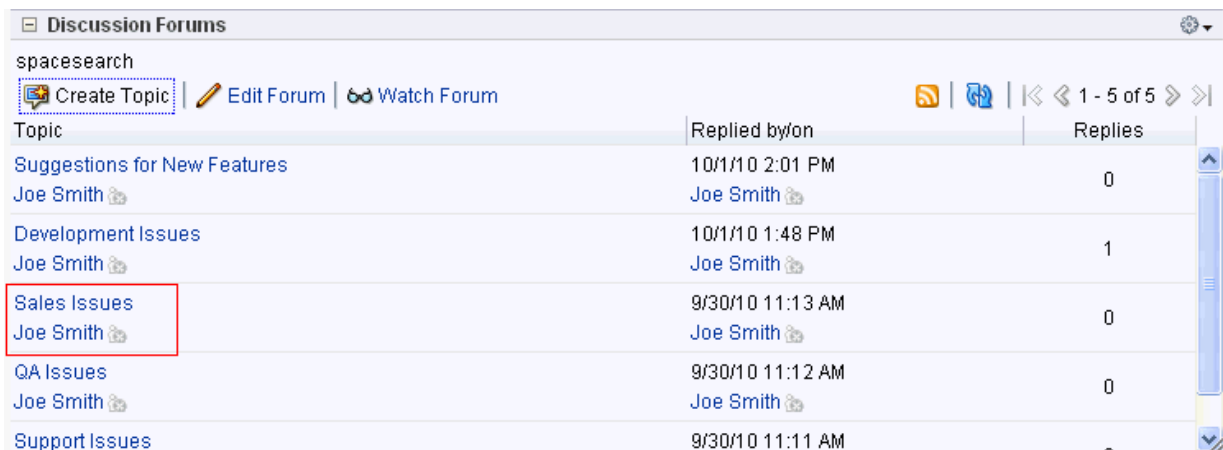 Discussion Forums
spacesearch
Create Topic | Edit Forum | Watch Forum 1 - 5 of 5
Topic Replied by/on Replies
Suggestions for New Features 10/1/10 2:01 PM 0
Joe Smith Joe Smith
Development Issues 10/1/10 1:48 PM 1
Joe Smith Joe Smith
Sales Issues 9/30/10 11:13 AM 0
Joe Smith Joe Smith
QA Issues 9/30/10 11:12 AM 0
Joe Smith Joe Smith
Support Issues 9/30/10 11:11 AM